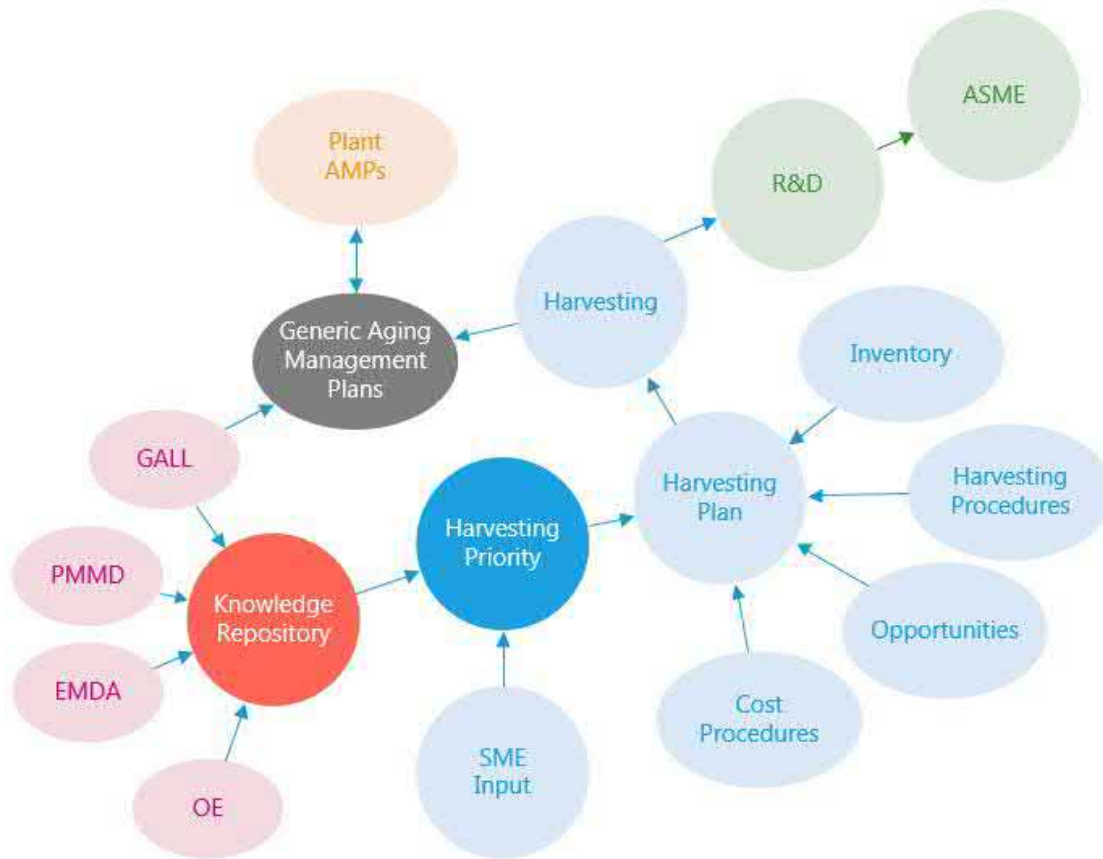 ASME
Plant
AMPs
R&D
Harvesting
Generic Aging
Management
Plans
Inventory
GALL
Harvesting
Plan
Harvesting
Procedures
Harvesting
Priority
PMMD
Knowledge
Repository
Opportunities
EMDA
Cost
Procedures
SME
Input
OE